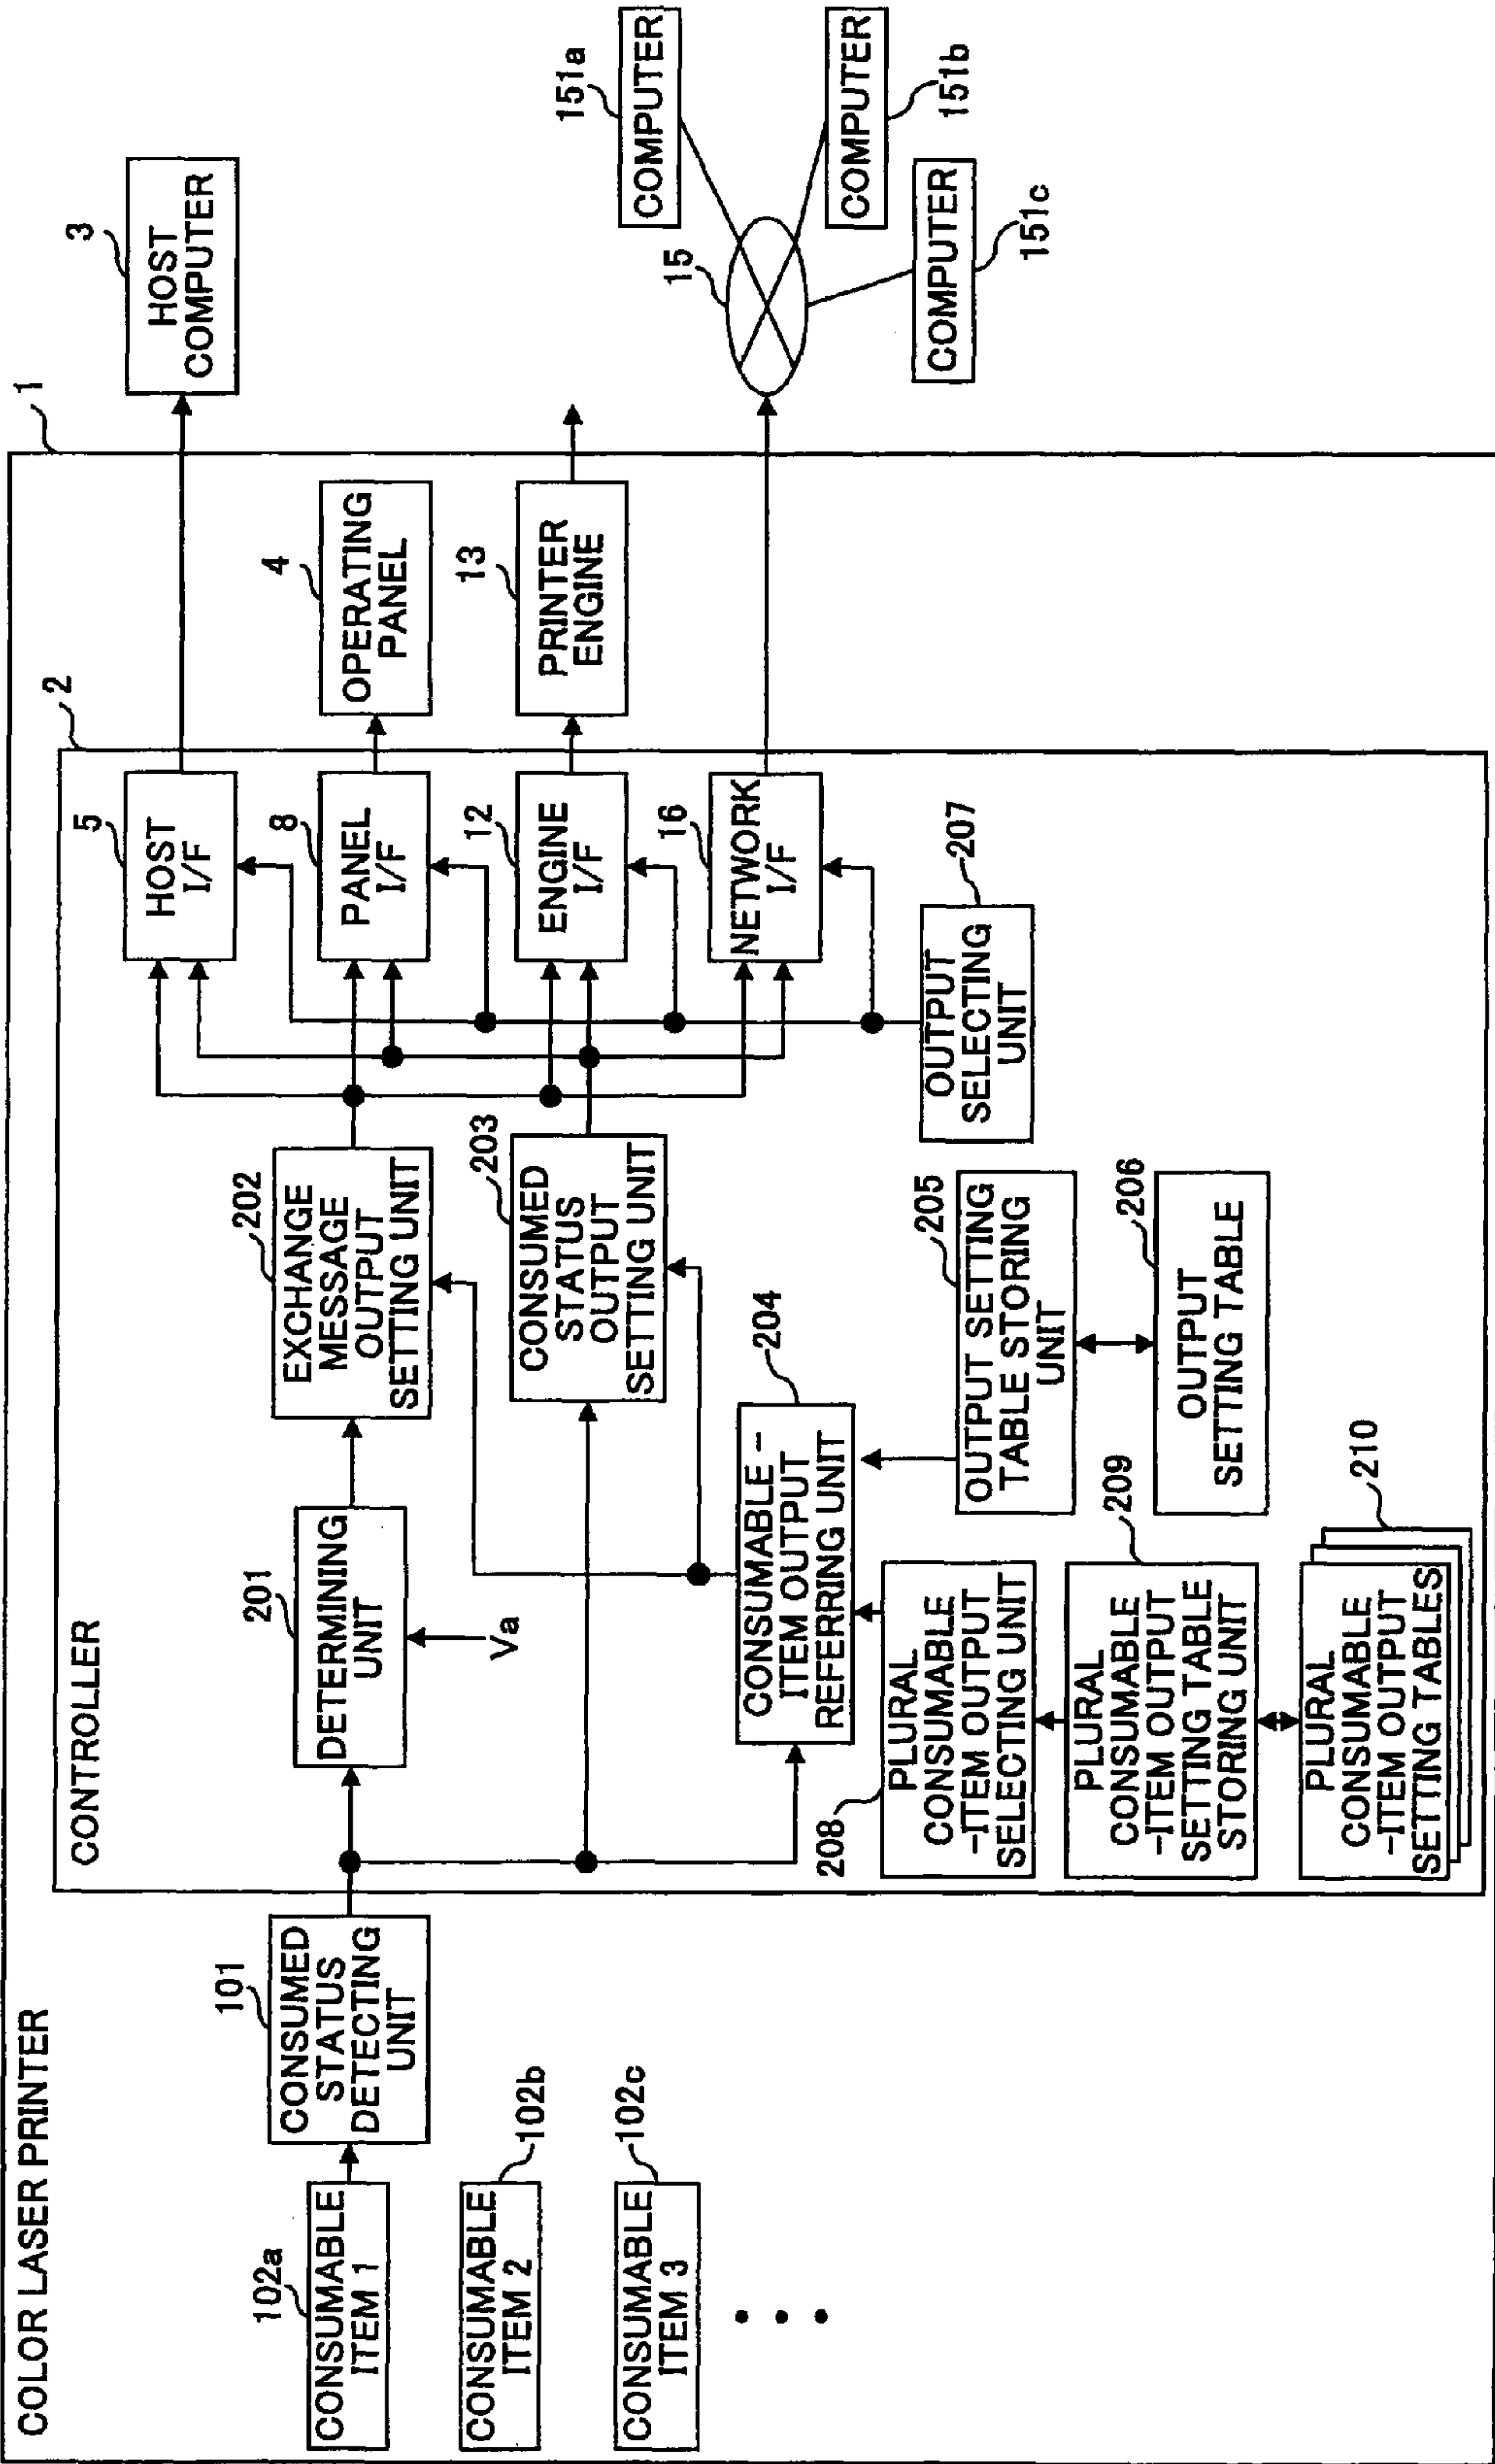 COLOR LASER PRINTER
1
CONTROLLER
2
102a
CONSUMABLE
ITEM 1
CONSUMABLE
ITEM 2
102b
CONSUMABLE
ITEM 3
102c
101
CONSUMED
STATUS
DETECTING
UNIT
201
DETERMINING
UNIT
Va
202
EXCHANGE
MESSAGE
OUTPUT
SETTING UNIT
203
CONSUMED
STATUS
OUTPUT
SETTING UNIT
204
CONSUMABLE -
ITEM OUTPUT
REFERRING UNIT
205
OUTPUT SETTING
TABLE STORING
UNIT
206
OUTPUT
SETTING TABLE
207
OUTPUT
SELECTING
UNIT
208
PLURAL
CONSUMABLE
-ITEM OUTPUT
SELECTING UNIT
209
PLURAL
CONSUMABLE
-ITEM OUTPUT
SETTING TABLE
STORING UNIT
210
PLURAL
CONSUMABLE
-ITEM OUTPUT
SETTING TABLES
5
HOST
I/F
8
PANEL
I/F
12
ENGINE
I/F
16
NETWORK
I/F
4
OPERATING
PANEL
13
PRINTER
ENGINE
3
HOST
COMPUTER
15
151a
COMPUTER
COMPUTER
151b
COMPUTER
151c